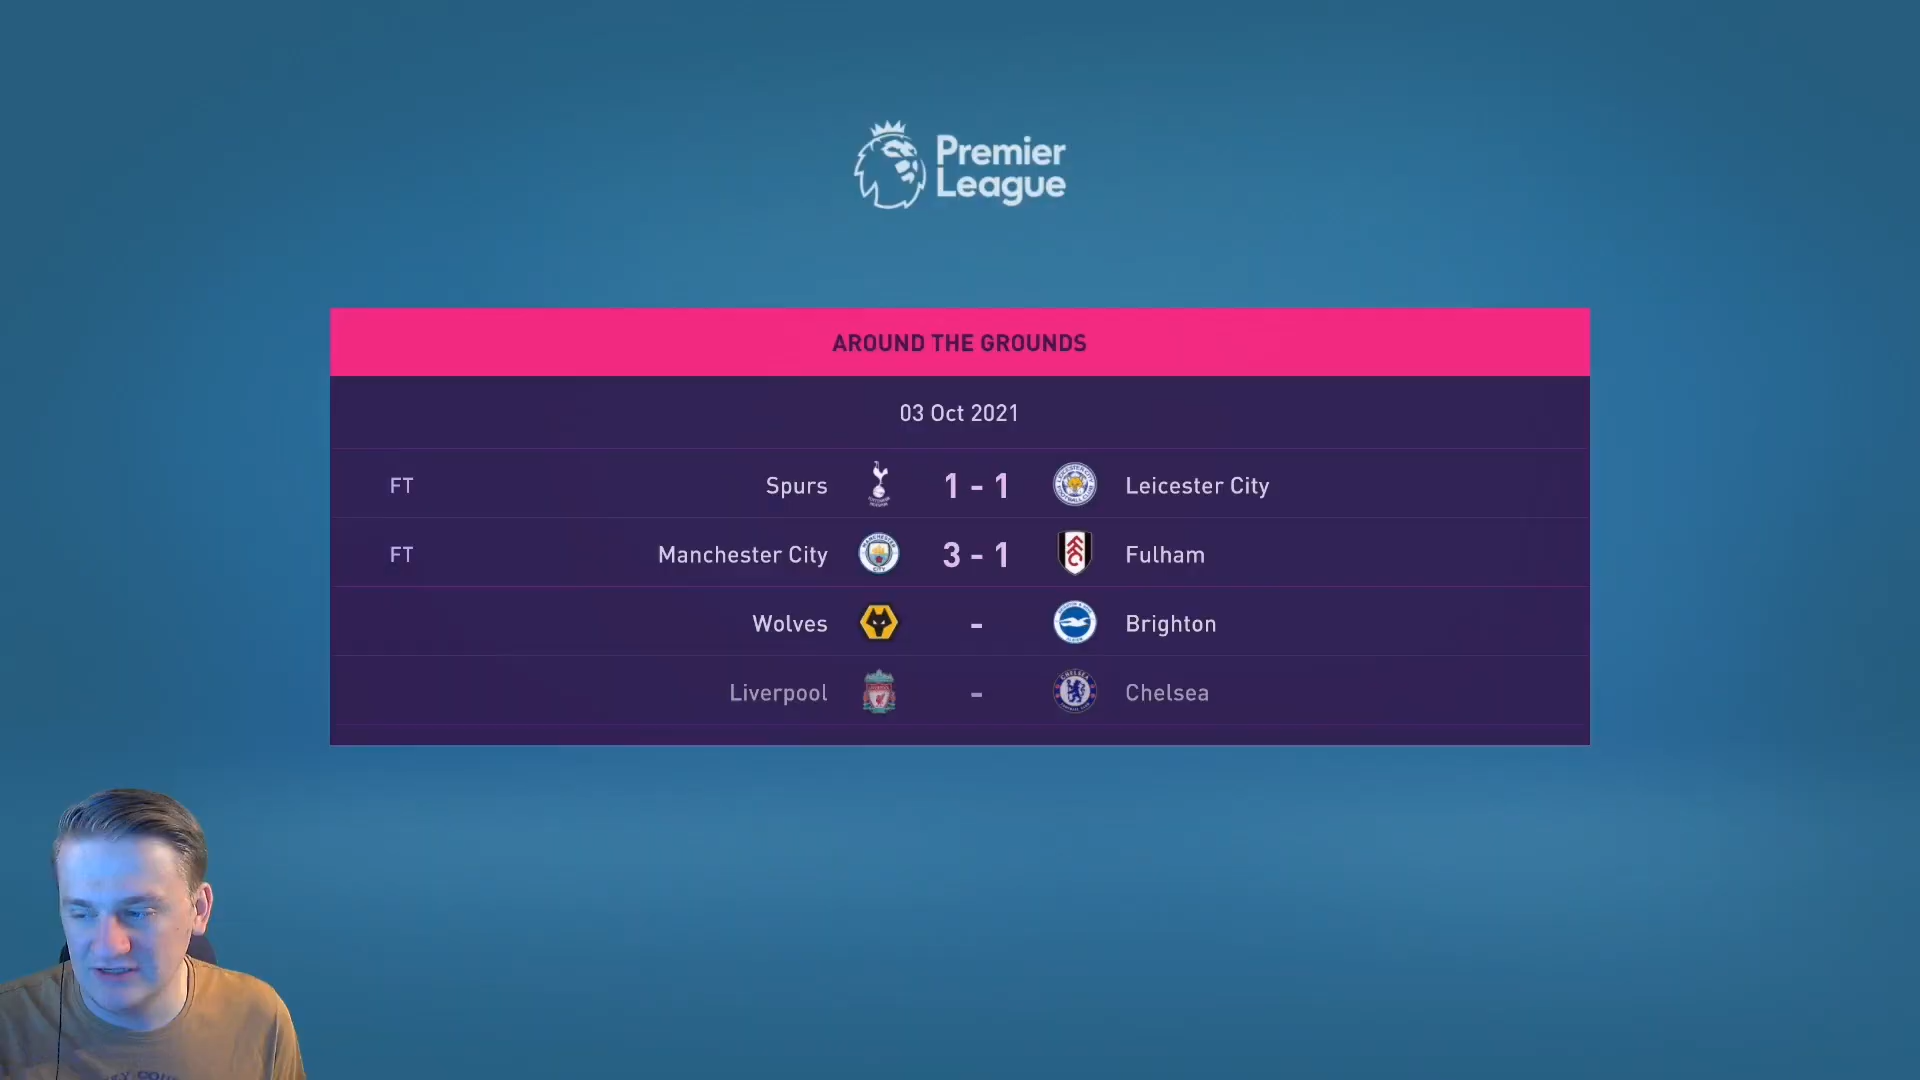 Premier
League
AROUND THE GROUNDS
03 Oct 2021
FT Spurs 1 - 1 Leicester City
FT Manchester City 3 - 1 Fulham
Wolves - Brighton
Liverpool - Chelsea